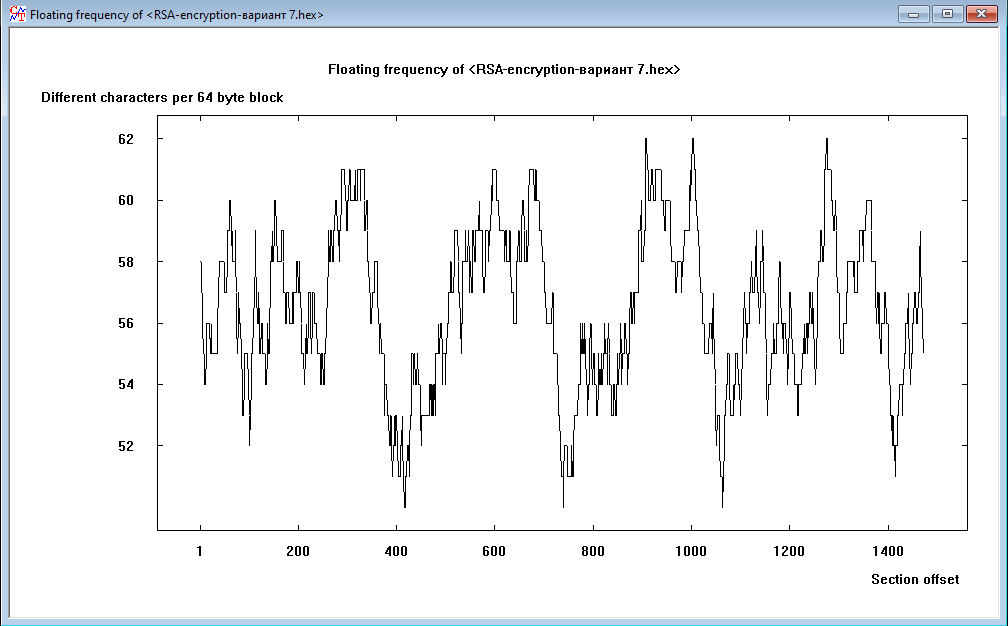 Floating frequency of <RSA-encryption-вариант 7.hex>
Floating frequency of <RSA-encryption-вариант 7.hex>
Different characters per 64 byte block
62
60
58
56
54
52
1 200 400 600 800 1000 1200 1400
Section offset